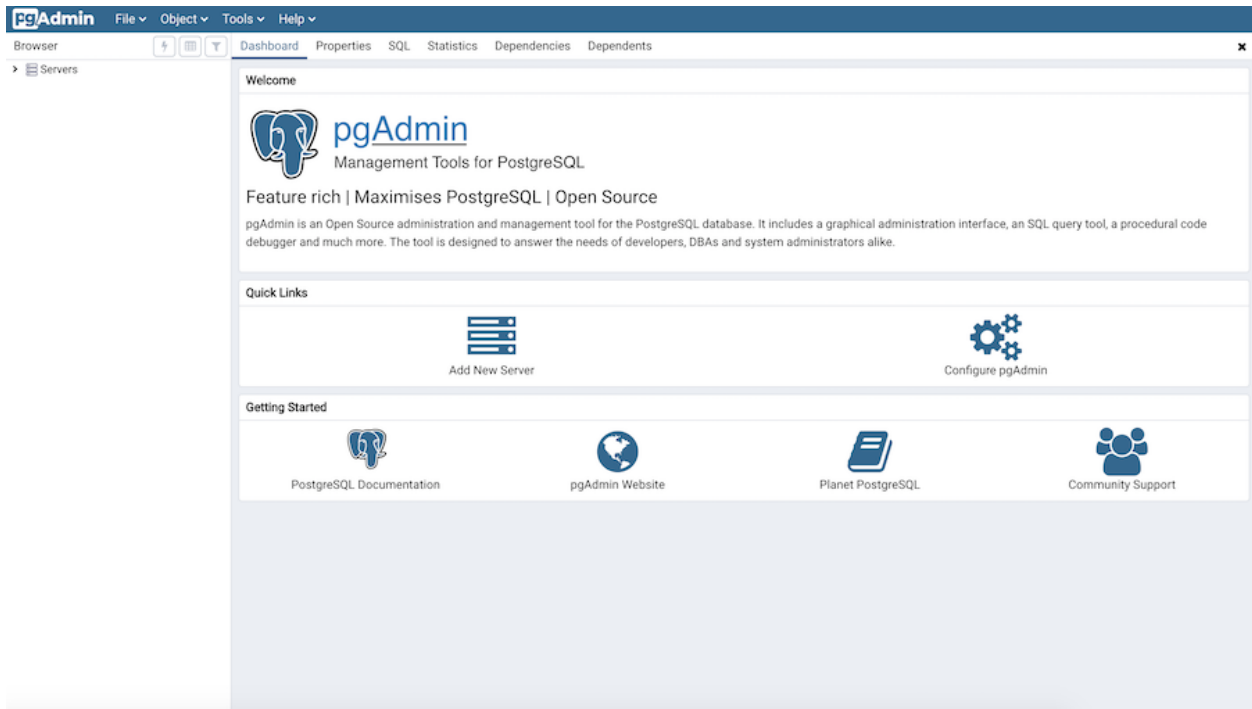 pgAdmin File Object Tools Help
Browser
Dashboard Properties SQL Statistics Dependencies Dependents
Servers
Welcome
pgAdmin
Management Tools for PostgreSQL
Feature rich | Maximises PostgreSQL | Open Source
pgAdmin is an Open Source administration and management tool for the PostgreSQL database. It includes a graphical administration interface, an SQL query tool, a procedural code
debugger and much more. The tool is designed to answer the needs of developers, DBAs and system administrators alike.
Quick Links
Add New Server
Configure pgAdmin
Getting Started
PostgreSQL Documentation
pgAdmin Website
Planet PostgreSQL
Community Support